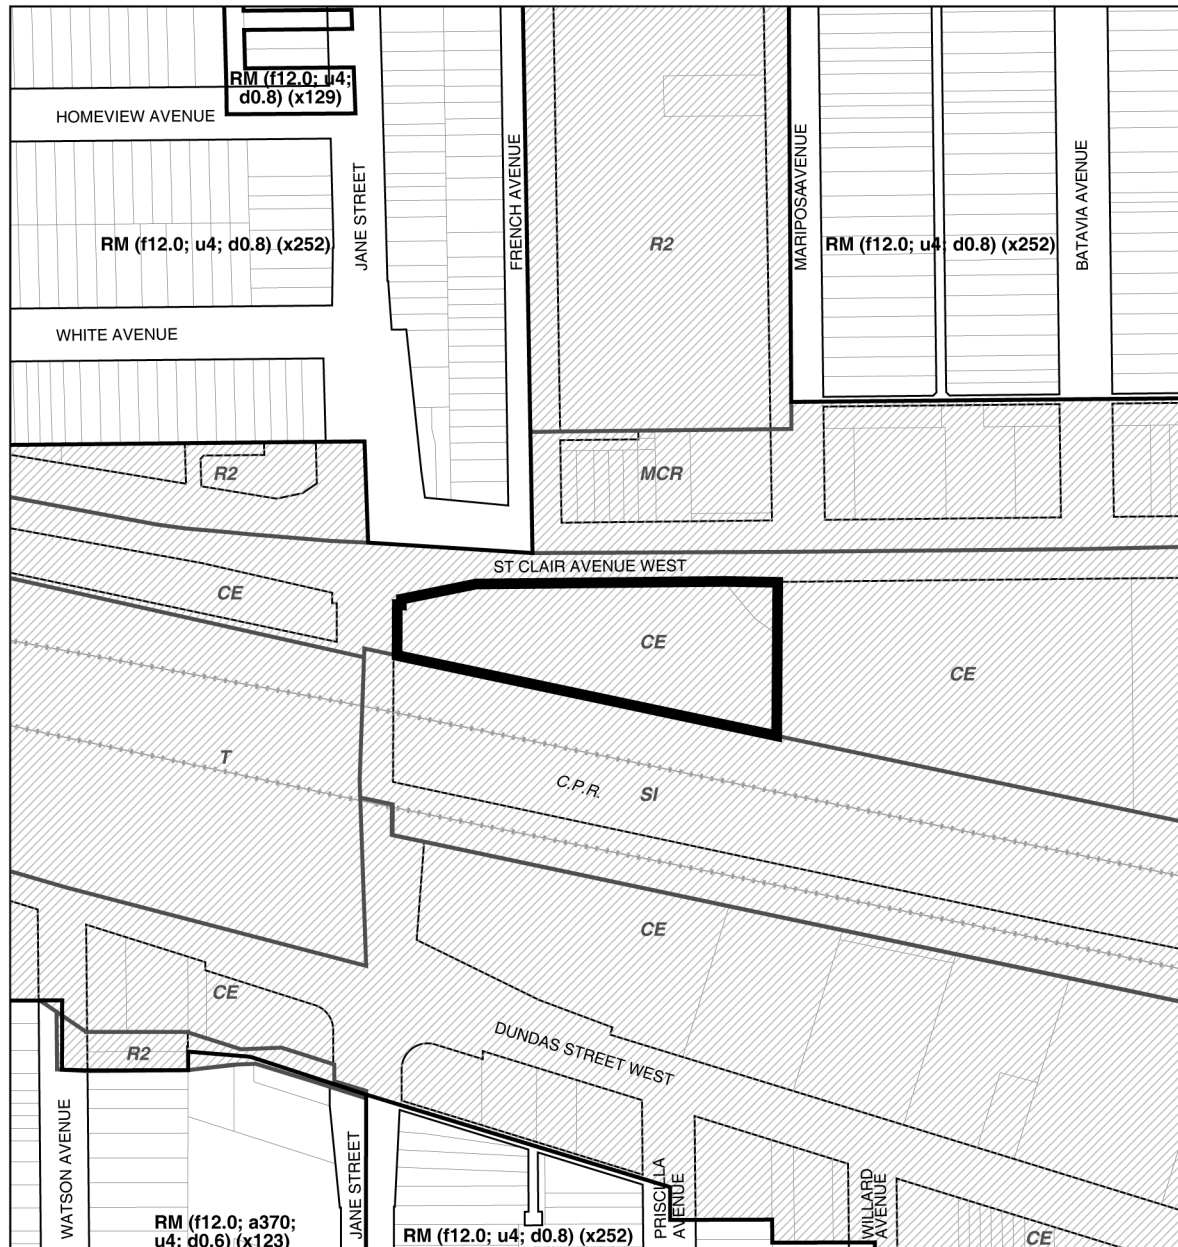 RM (f12.0; u4;
d0.8) (x129)
HOMEVIEW AVENUE
JANE STREET
FRENCH AVENUE
MARIPOSA AVENUE
BATAVIA AVENUE
RM (f12.0; u4; d0.8) (x252)
R2
RM (f12.0; u4; d0.8) (x252)
WHITE AVENUE
R2
MCR
ST CLAIR AVENUE WEST
CE
CE
CE
T
C.P.R.
SI
CE
CE
DUNDAS STREET WEST
R2
WATSON AVENUE
JANE STREET
PRISCILLA
AVENUE
WILLARD
AVENUE
RM (f12.0; a370;
u4; d0.6) (x123)
RM (f12.0; u4; d0.8) (x252)
CE